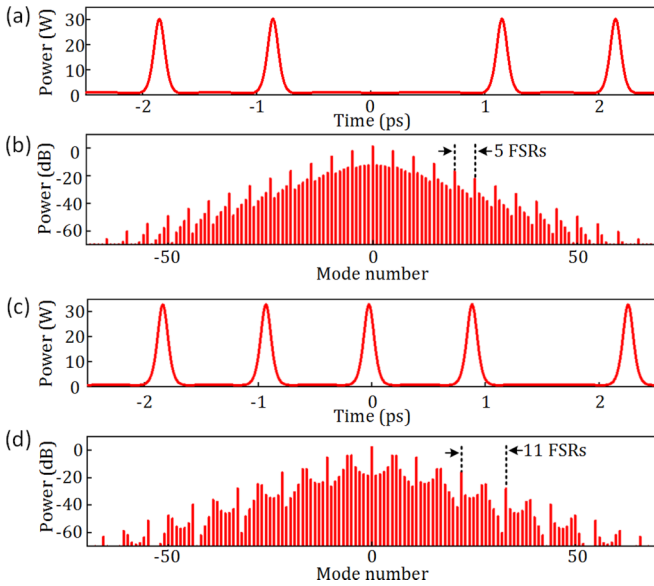 (a)
Power (W)
30
20
10
0
-2 -1 0 1 2
Time (ps)
(b)
Power (dB)
0
-20
-40
-60
5 FSRs
-50 0 50
Mode number
(c)
Power (W)
30
20
10
0
-2 -1 0 1 2
Time (ps)
(d)
Power (dB)
0
-20
-40
-60
11 FSRs
-50 0 50
Mode number